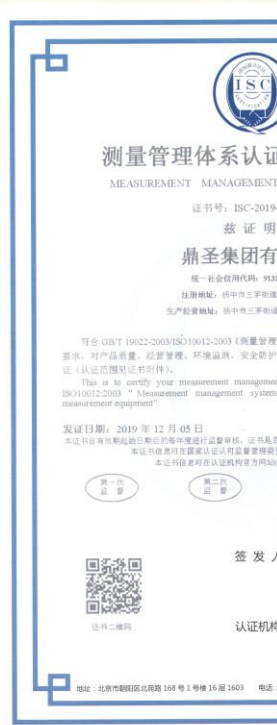 ISC
测量管理体系认证
MEASUREMENT MANAGEMENT
证书号：ISC-2019-
兹 证 明
鼎圣集团有
统一社会信用代码：
注册地址：扬中市三茅街道
生产经营地址：扬中市三茅街道
符合 GB/T 19022-2003/ISO10012-2003《测量管理
要求，对产品质量、经营管理、环境监测、安全防护
证（认证范围见证书附件）。
This is to certify your measurement management
ISO10012:2003 “ Measurement management system
measurement equipment”.
发证日期：2019 年 12 月 05 日
本证书自有效期起始日期后的每年度进行监督审核，证书是否
本证书信息可在国家认证认可监督管理委员
本证书信息可在认证机构官方网站
第一次
监 督
第二次
监 督
签 发 人
证书二维码
认证机构
地址：北京市朝阳区北苑路 168 号 1 号楼 16 层 1603 电话：